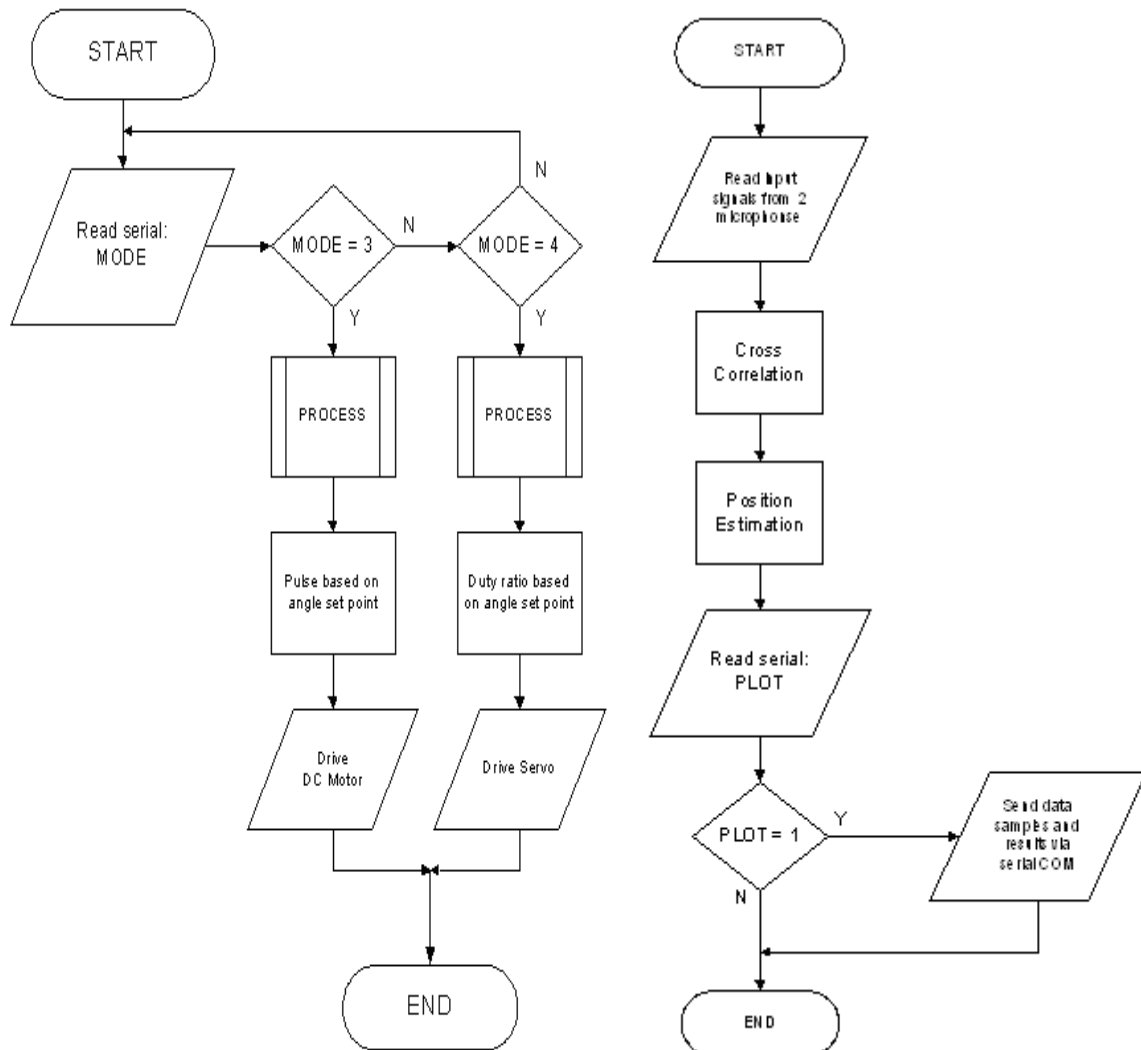 START
Read serial:
MODE
MODE = 3
N
MODE = 4
N
Y
Y
PROCESS
PROCESS
Pulse based on
angle set point
Duty ratio based
on angle set point
Drive
DC Motor
Drive Servo
END
START
Read input
signals from 2
microphonse
Cross
Correlation
Position
Estimation
Read serial:
PLOT
PLOT = 1
Y
N
Send data
samples and
results via
serial COM
END